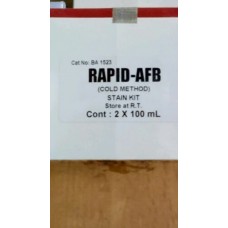 Cat No: BA 1523
RAPID-AFB
(COLD METHOD)
STAIN KIT
Store at R.T.
Cont : 2 X 100 mL